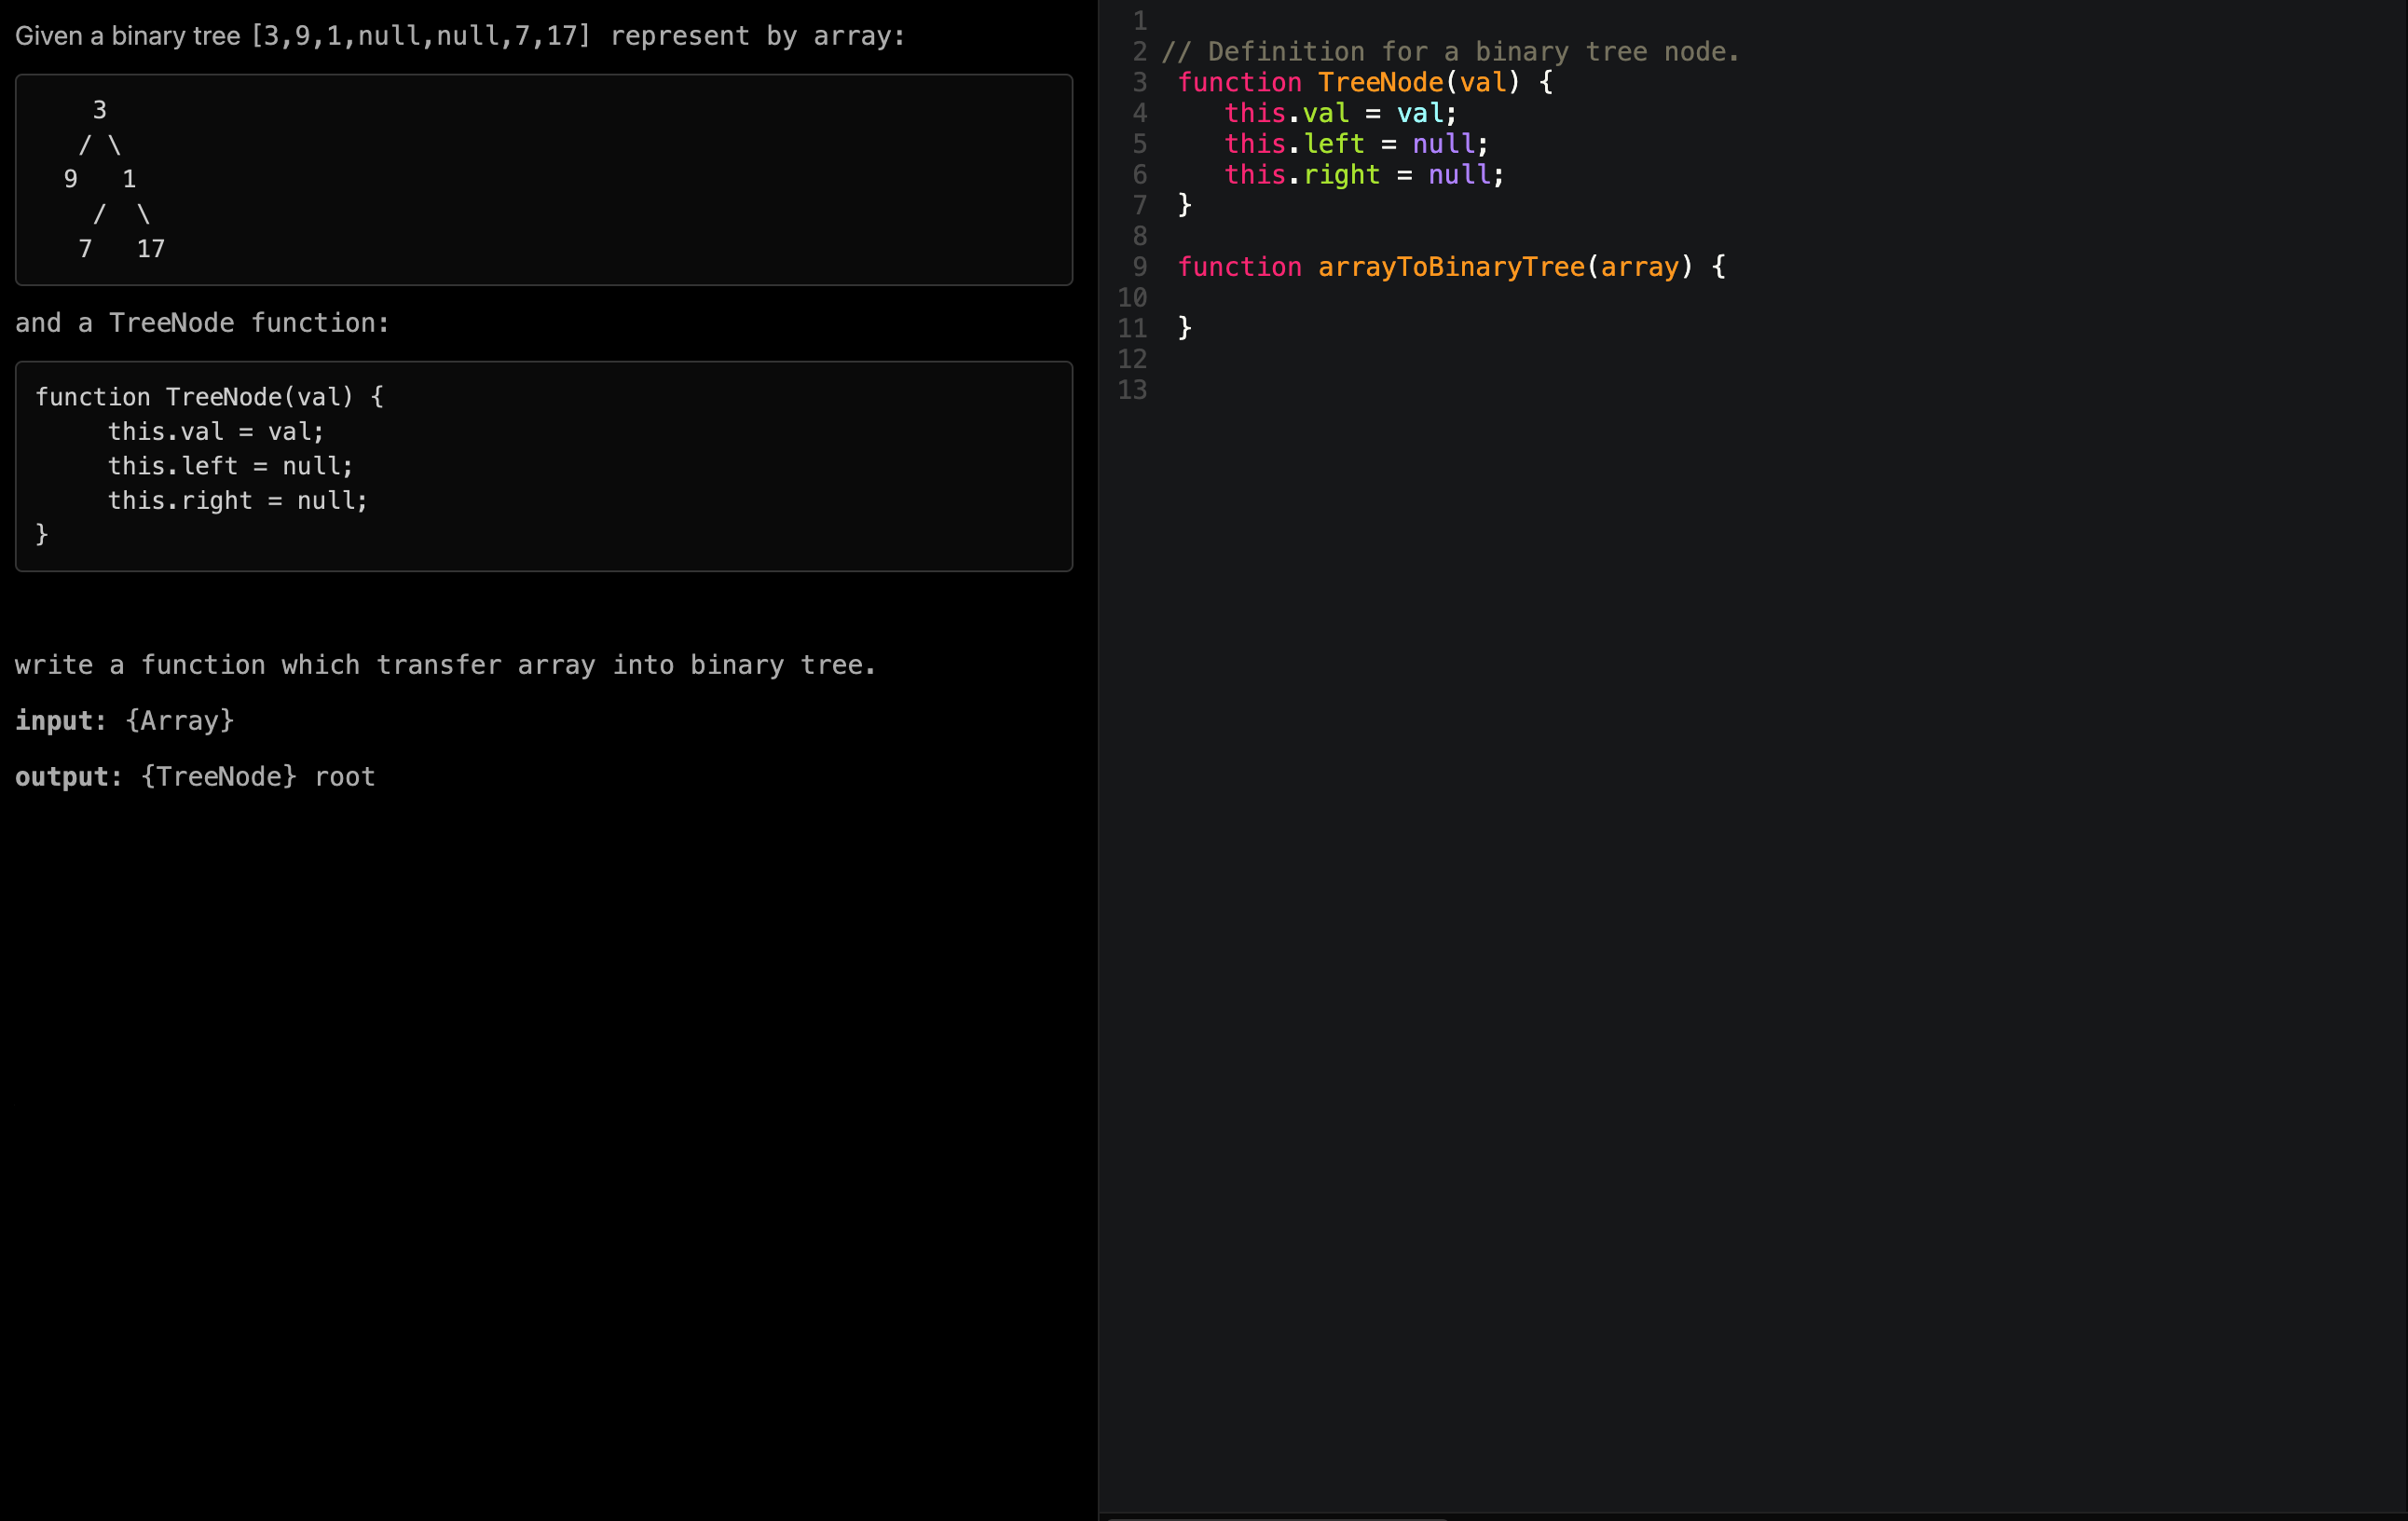 Given a binary tree [3,9,1,null,null,7,17] represent by array:
    3
   / \
  9   1
    /  \
   7   17
and a TreeNode function:
function TreeNode(val) {
     this.val = val;
     this.left = null;
     this.right = null;
}
write a function which transfer array into binary tree.
input: {Array}
output: {TreeNode} root
1
2 // Definition for a binary tree node.
3  function TreeNode(val) {
4     this.val = val;
5     this.left = null;
6     this.right = null;
7  }
8
9  function arrayToBinaryTree(array) {
10
11  }
12
13